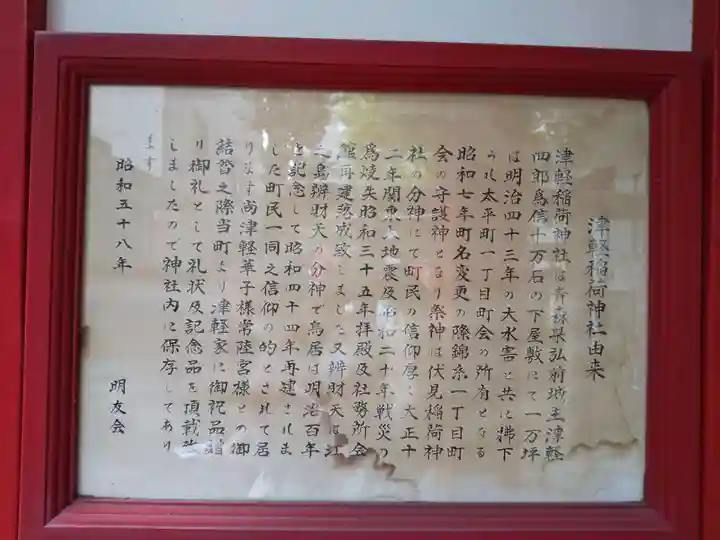 津軽稲荷神社由来
津軽稲荷神社は青森県弘前城主津軽
四郎爲信十万石の下屋敷にて一万坪
は明治四十三年の大水害と共に拂下
られ太平町一丁目町会の所有となる
昭和七年町名変更の際錦糸一丁目町
会の守護神となり祭神は伏見稲荷神
社の分神にて町民の信仰厚く大正十
二年関東大地震及昭和二十年戦災の
爲焼失昭和三十五年拝殿及社務所会
館再建落成致しました又辨財天は江
之島辨財天の分神で鳥居は明治百年
を記念して昭和四十四年再建されま
した町民一同之信仰の的とされて居
ります尚津軽華子様常陸宮様との御
結婚之際当町より津軽家に御祝品贈
り御礼として礼状及記念品を頂戴致
しましたので神社内に保存してあり
ます
昭和五十八年
明友会